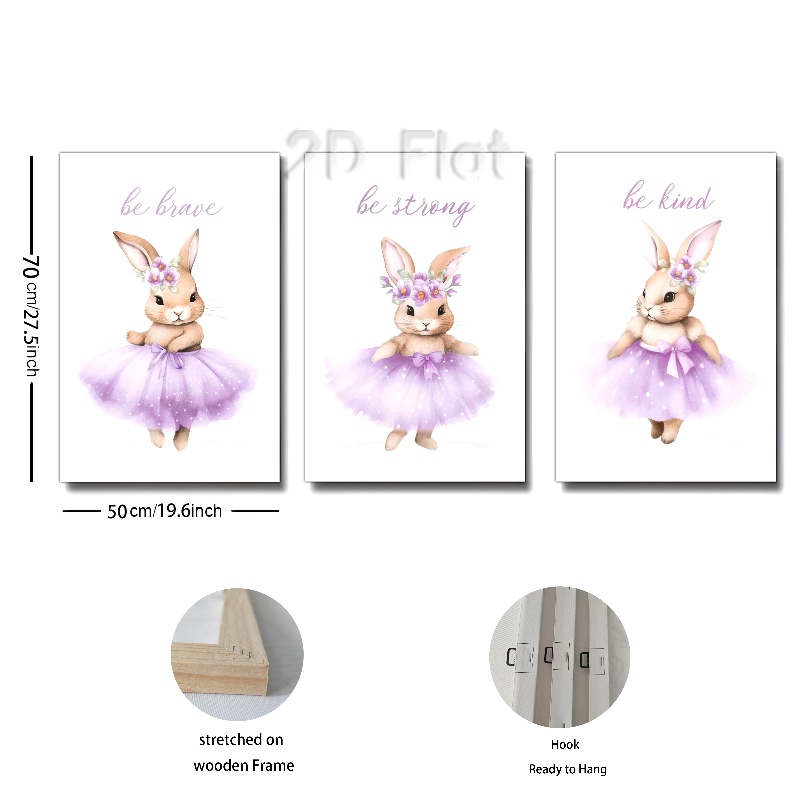 2D Flat
be brave
be strong
be kind
70 cm/27.5inch
50cm/19.6inch
stretched on
wooden Frame
Hook
Ready to Hang